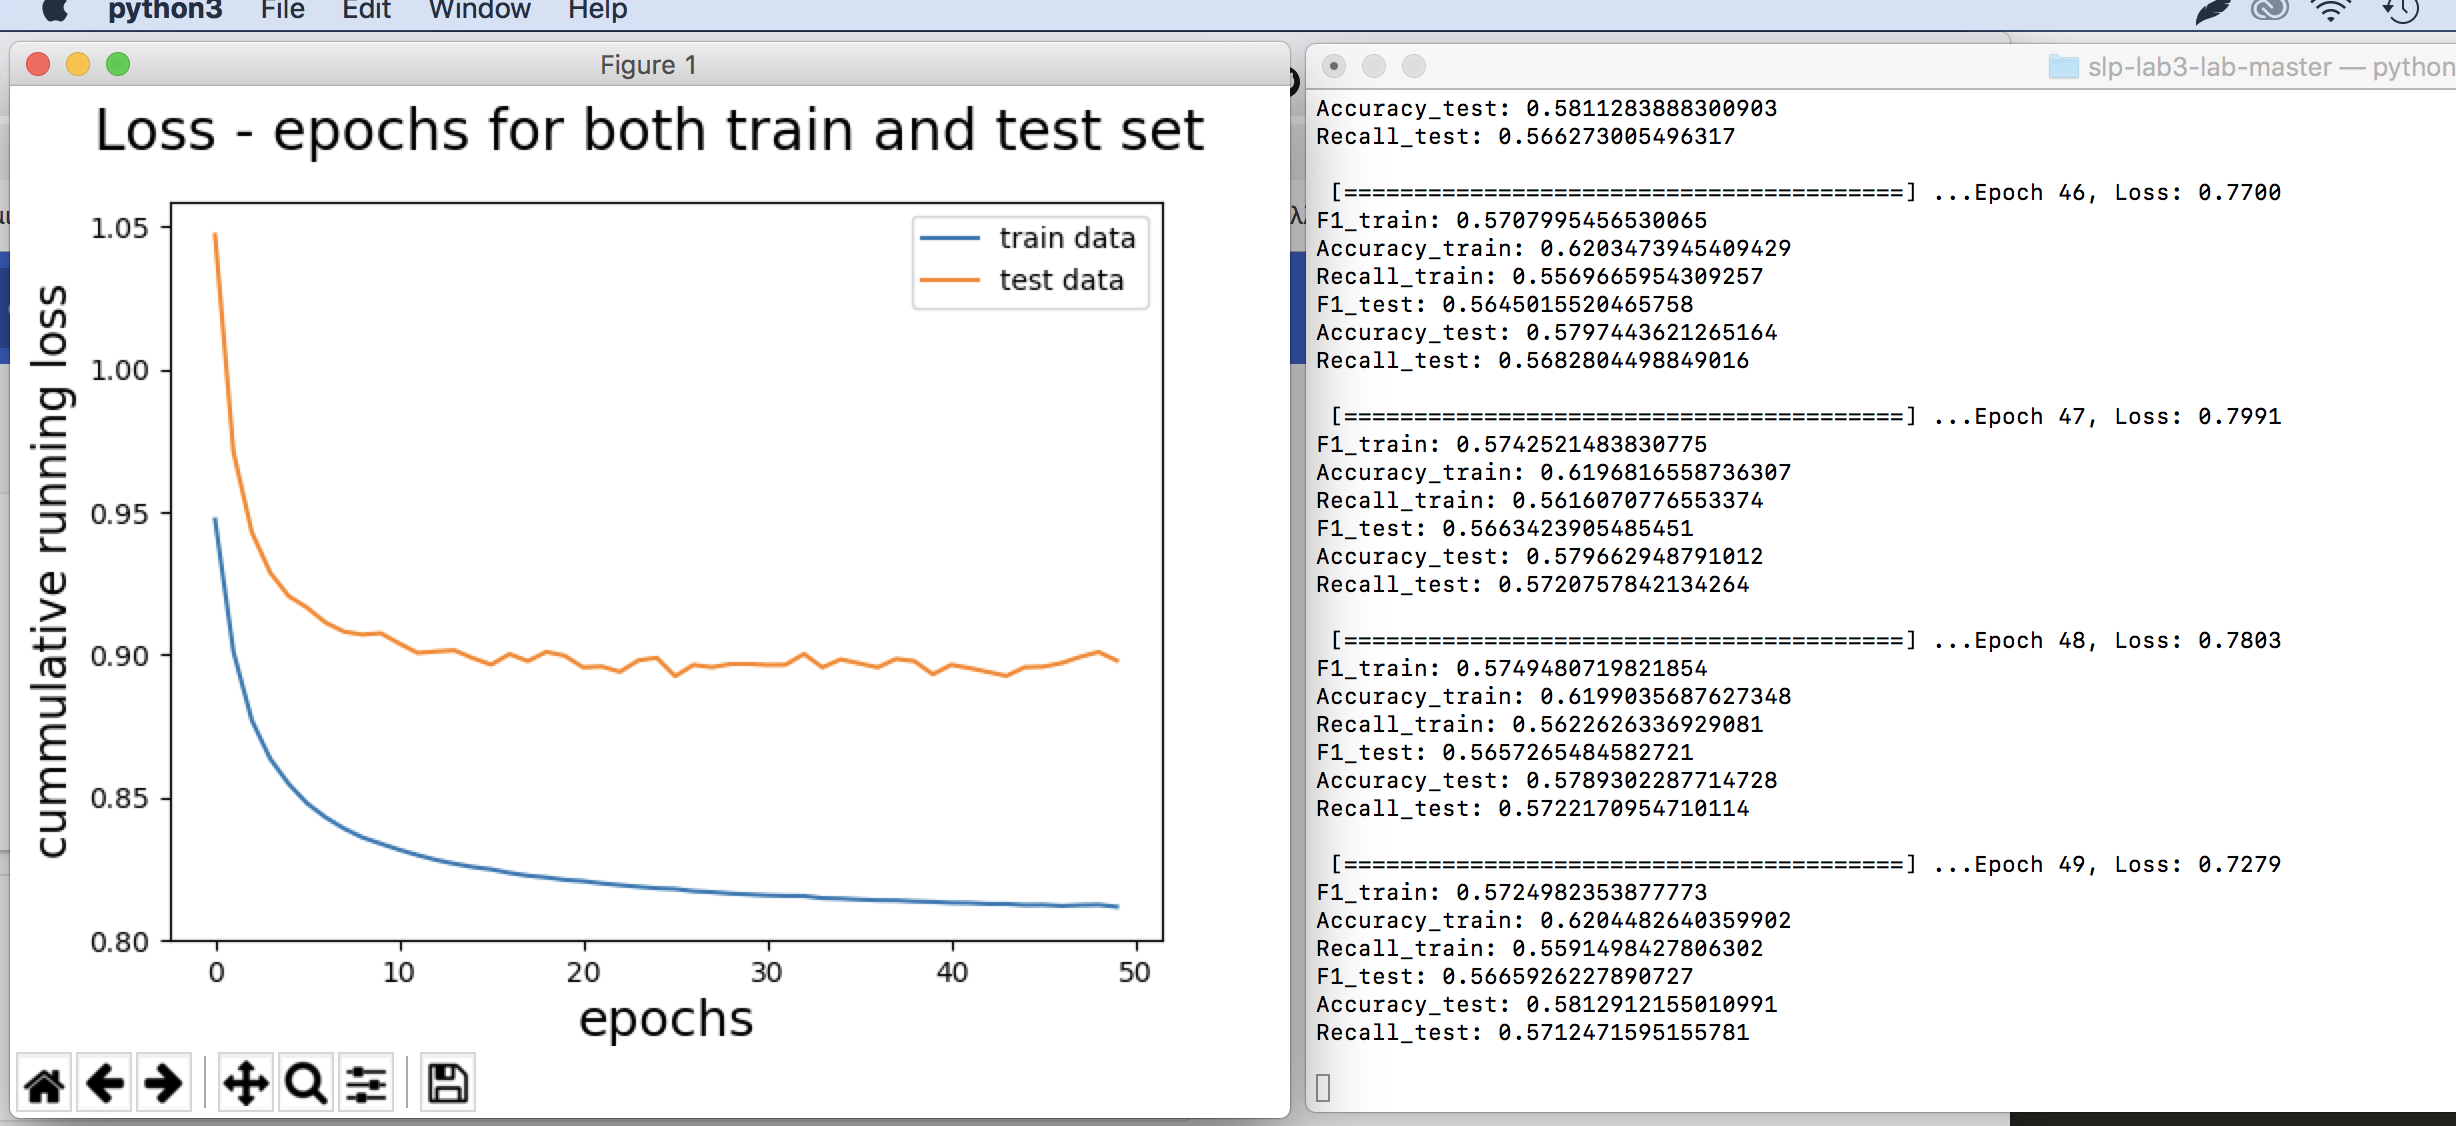 python3 File Edit Window Help
Figure 1
Loss - epochs for both train and test set
cummulative running loss
1.05
1.00
0.95
0.90
0.85
0.80
train data
test data
0 10 20 30 40 50
epochs
slp-lab3-lab-master — python
Accuracy_test: 0.5811283888300903
Recall_test: 0.566273005496317
[========================================] ...Epoch 46, Loss: 0.7700
F1_train: 0.5707995456530065
Accuracy_train: 0.6203473945409429
Recall_train: 0.5569665954309257
F1_test: 0.5645015520465758
Accuracy_test: 0.5797443621265164
Recall_test: 0.5682804498849016
[========================================] ...Epoch 47, Loss: 0.7991
F1_train: 0.5742521483830775
Accuracy_train: 0.6196816558736307
Recall_train: 0.5616070776553374
F1_test: 0.5663423905485451
Accuracy_test: 0.579662948791012
Recall_test: 0.5720757842134264
[========================================] ...Epoch 48, Loss: 0.7803
F1_train: 0.5749480719821854
Accuracy_train: 0.6199035687627348
Recall_train: 0.5622626336929081
F1_test: 0.5657265484582721
Accuracy_test: 0.5789302287714728
Recall_test: 0.5722170954710114
[========================================] ...Epoch 49, Loss: 0.7279
F1_train: 0.5724982353877773
Accuracy_train: 0.6204482640359902
Recall_train: 0.5591498427806302
F1_test: 0.5665926227890727
Accuracy_test: 0.5812912155010991
Recall_test: 0.5712471595155781